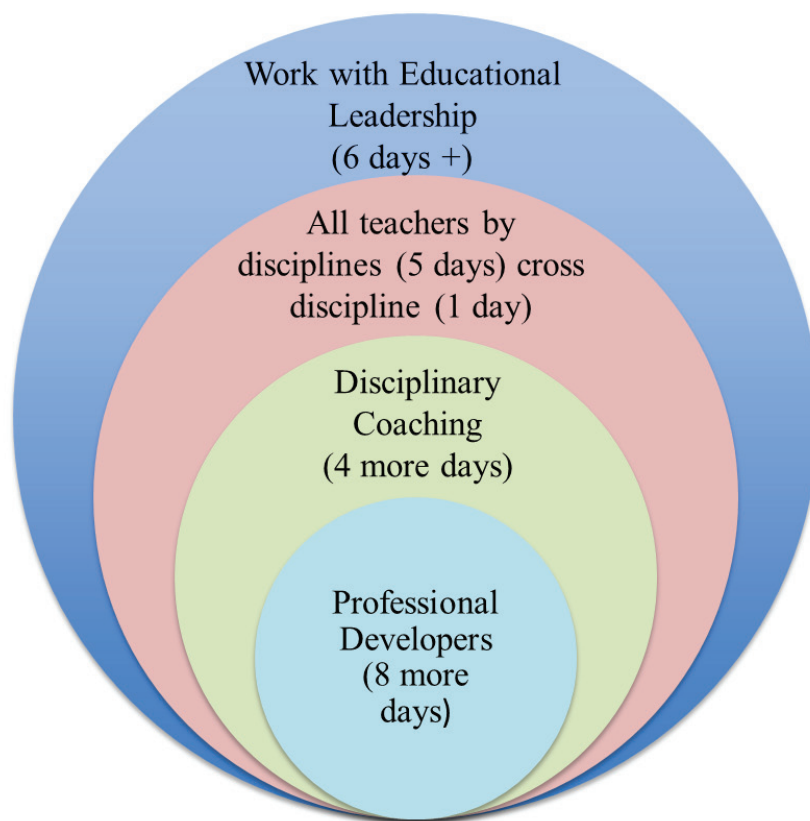 Work with Educational
Leadership
(6 days +)
All teachers by
disciplines (5 days) cross
discipline (1 day)
Disciplinary
Coaching
(4 more days)
Professional
Developers
(8 more
days)